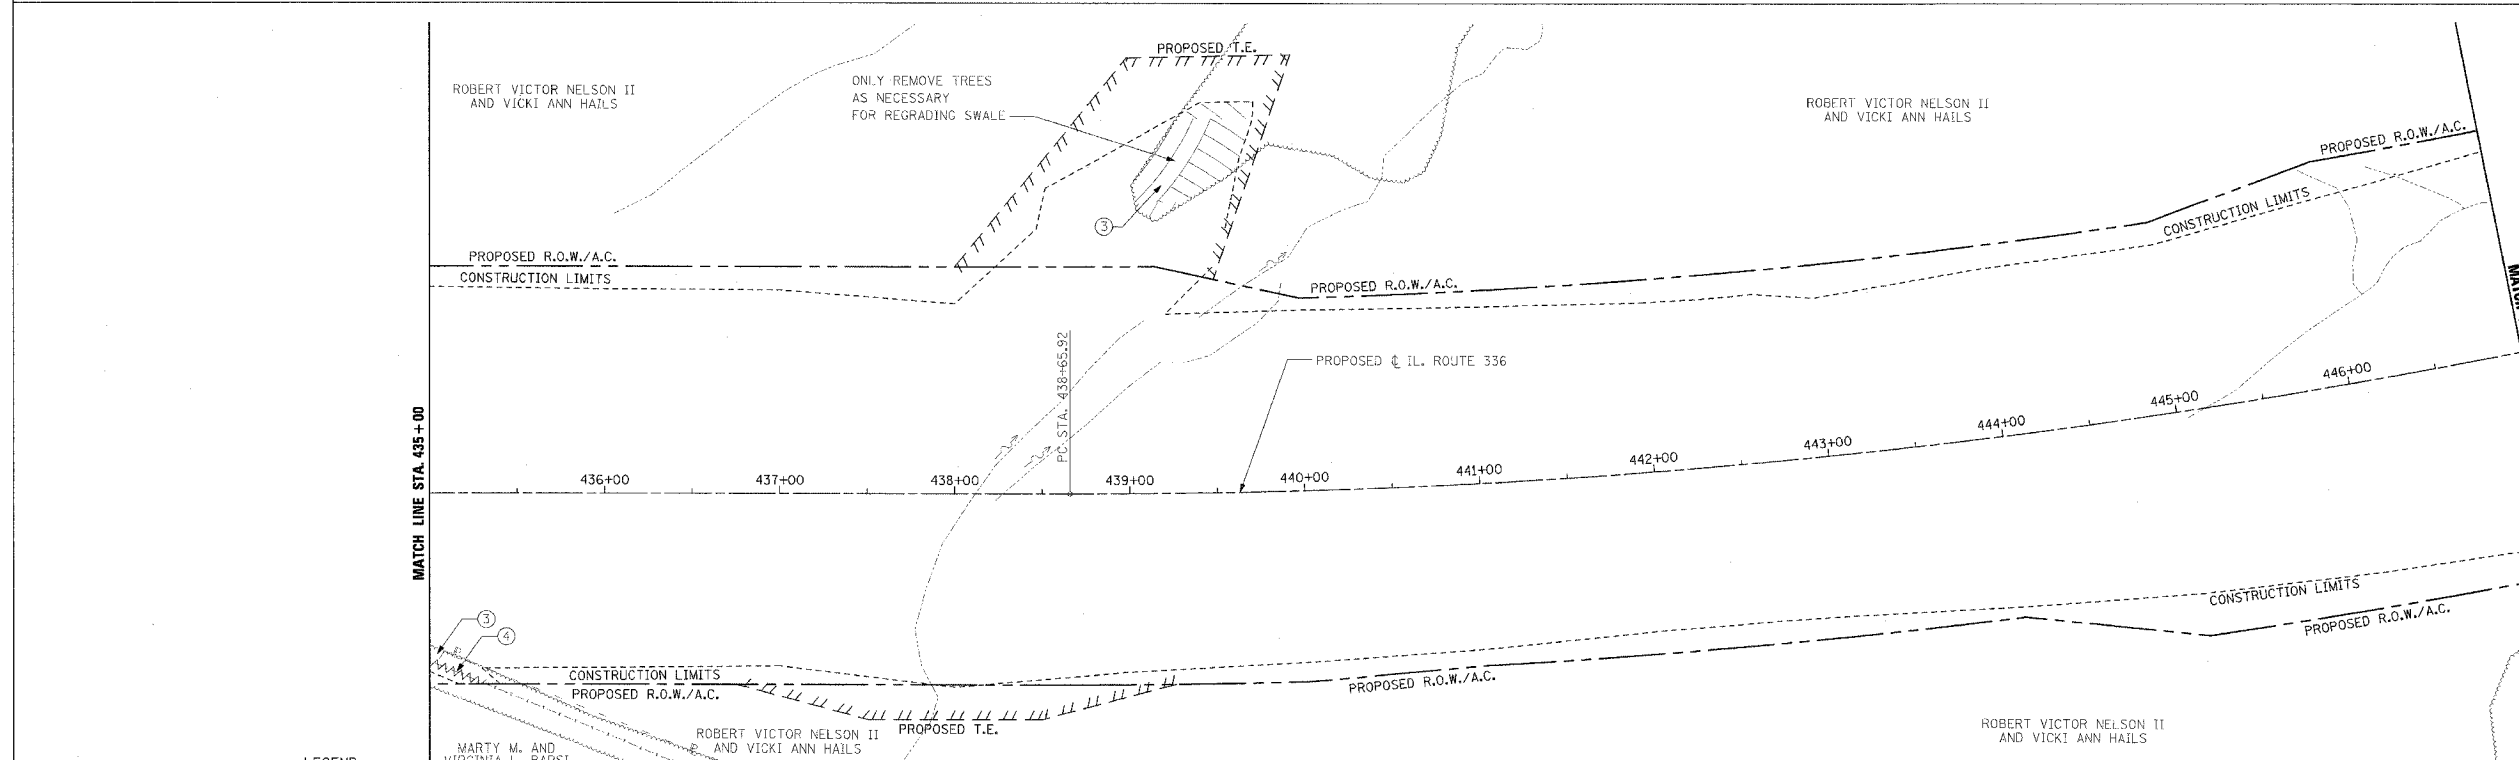 PROPOSED T.E.
ROBERT VICTOR NELSON II
AND VICKI ANN HAILS
ONLY REMOVE TREES
AS NECESSARY
FOR REGRADING SWALE
ROBERT VICTOR NELSON II
AND VICKI ANN HAILS
PROPOSED R.O.W./A.C.
CONSTRUCTION LIMITS
3
PROPOSED R.O.W./A.C.
CONSTRUCTION LIMITS
PROPOSED R.O.W./A.C.
MATCH
PC STA. 438+65.92
PROPOSED ℄ IL. ROUTE 336
MATCH LINE STA. 435+00
436+00
437+00
438+00
439+00
440+00
441+00
442+00
443+00
444+00
445+00
446+00
3
4
CONSTRUCTION LIMITS
PROPOSED R.O.W./A.C.
CONSTRUCTION LIMITS
PROPOSED R.O.W./A.C.
PROPOSED R.O.W./A.C.
PROPOSED T.E.
ROBERT VICTOR NELSON II
AND VICKI ANN HAILS
ROBERT VICTOR NELSON II
AND VICKI ANN HAILS
MARTY M. AND
LEGEND